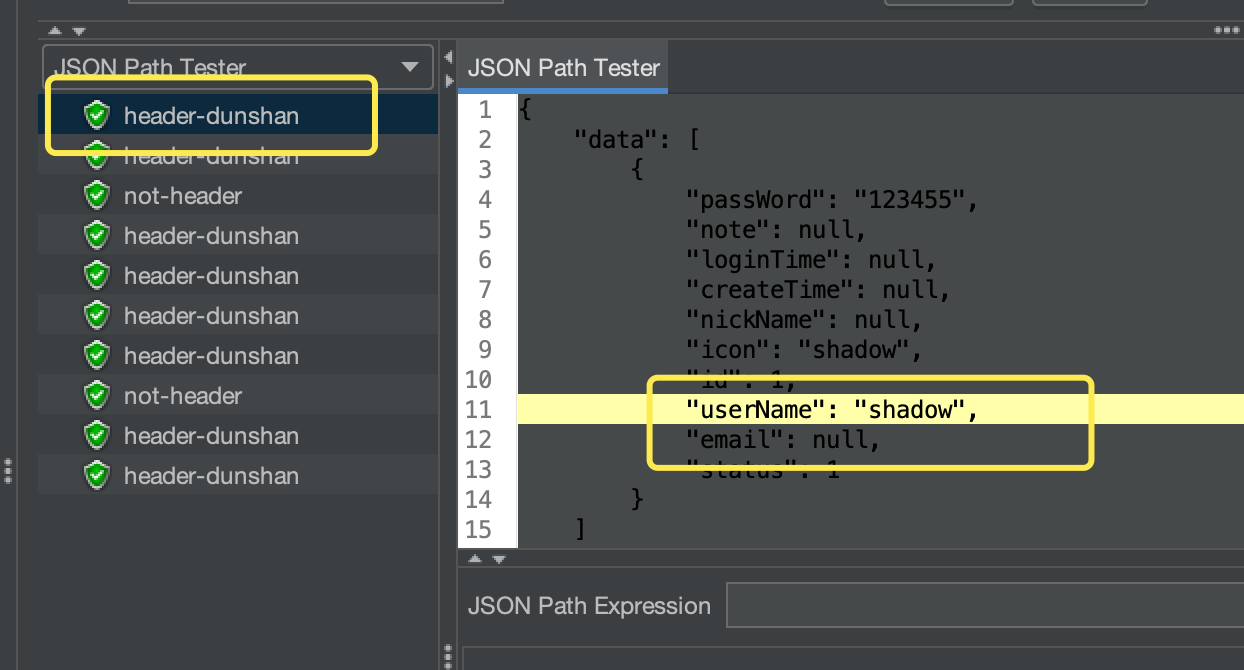 JSON Path Tester
header-dunshan
header-dunshan
not-header
header-dunshan
header-dunshan
header-dunshan
header-dunshan
not-header
header-dunshan
header-dunshan
JSON Path Tester
1 {
2     "data": [
3         {
4             "passWord": "123455",
5             "note": null,
6             "loginTime": null,
7             "createTime": null,
8             "nickName": null,
9             "icon": "shadow",
10             "id": 1,
11             "userName": "shadow",
12             "email": null,
13             "status": 1
14         }
15     ]
JSON Path Expression